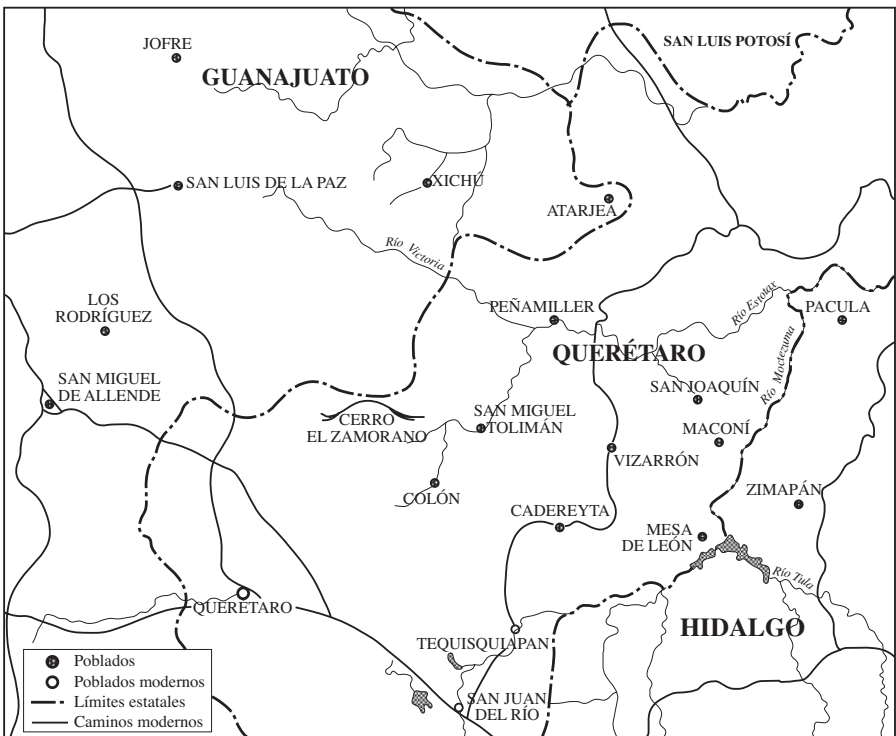 JOFRE
SAN LUIS POTOSÍ
GUANAJUATO
SAN LUIS DE LA PAZ
XICHÚ
ATARJEA
Río Victoria
LOS
RODRÍGUEZ
PEÑAMILLER
Río Estolax
PACULA
QUERÉTARO
Río Moctezuma
SAN MIGUEL
DE ALLENDE
SAN JOAQUÍN
CERRO
EL ZAMORANO
SAN MIGUEL
TOLIMÁN
MACONÍ
VIZARRÓN
COLÓN
ZIMAPÁN
CADEREYTA
MESA
DE LEÓN
Río Tula
QUERÉTARO
HIDALGO
TEQUISQUIAPAN
SAN JUAN
DEL RÍO
Poblados
Poblados modernos
Límites estatales
Caminos modernos